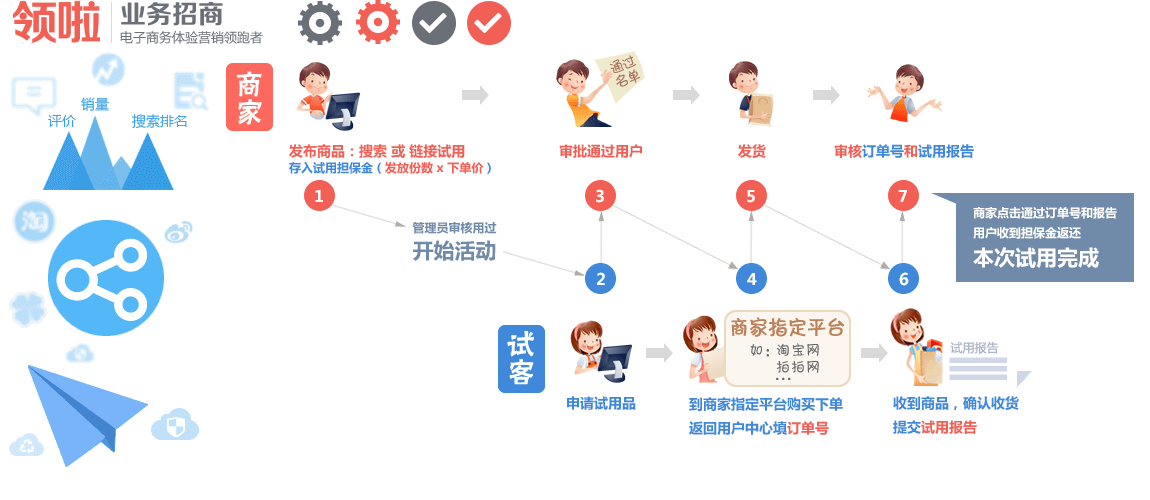 领啦
业务招商
电子商务体验营销领跑者
评价
销量
搜索排名
淘
商家
通过
名单
发布商品：搜索 或 链接试用
存入试用担保金（发放份数 x 下单价）
审批通过用户
发货
审核订单号和试用报告
1
3
5
7
管理员审核用过
开始活动
商家点击通过订单号和报告
用户收到担保金返还
本次试用完成
2
4
6
试客
商家指定平台
如：淘宝网
拍拍网
...
试用报告
申请试用品
到商家指定平台购买下单
返回用户中心填订单号
收到商品，确认收货
提交试用报告